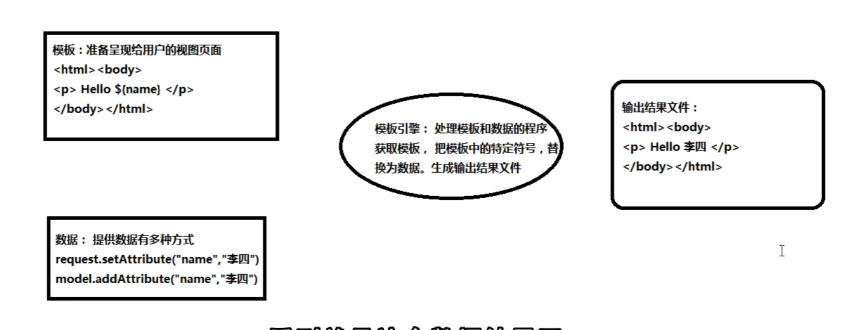 模板：准备呈现给用户的视图页面
<html><body>
<p> Hello ${name} </p>
</body></html>
模板引擎： 处理模板和数据的程序
获取模板， 把模板中的特定符号，替
换为数据。生成输出结果文件
输出结果文件：
<html><body>
<p> Hello 李四 </p>
</body></html>
数据： 提供数据有多种方式
request.setAttribute("name","李四")
model.addAttribute("name","李四")